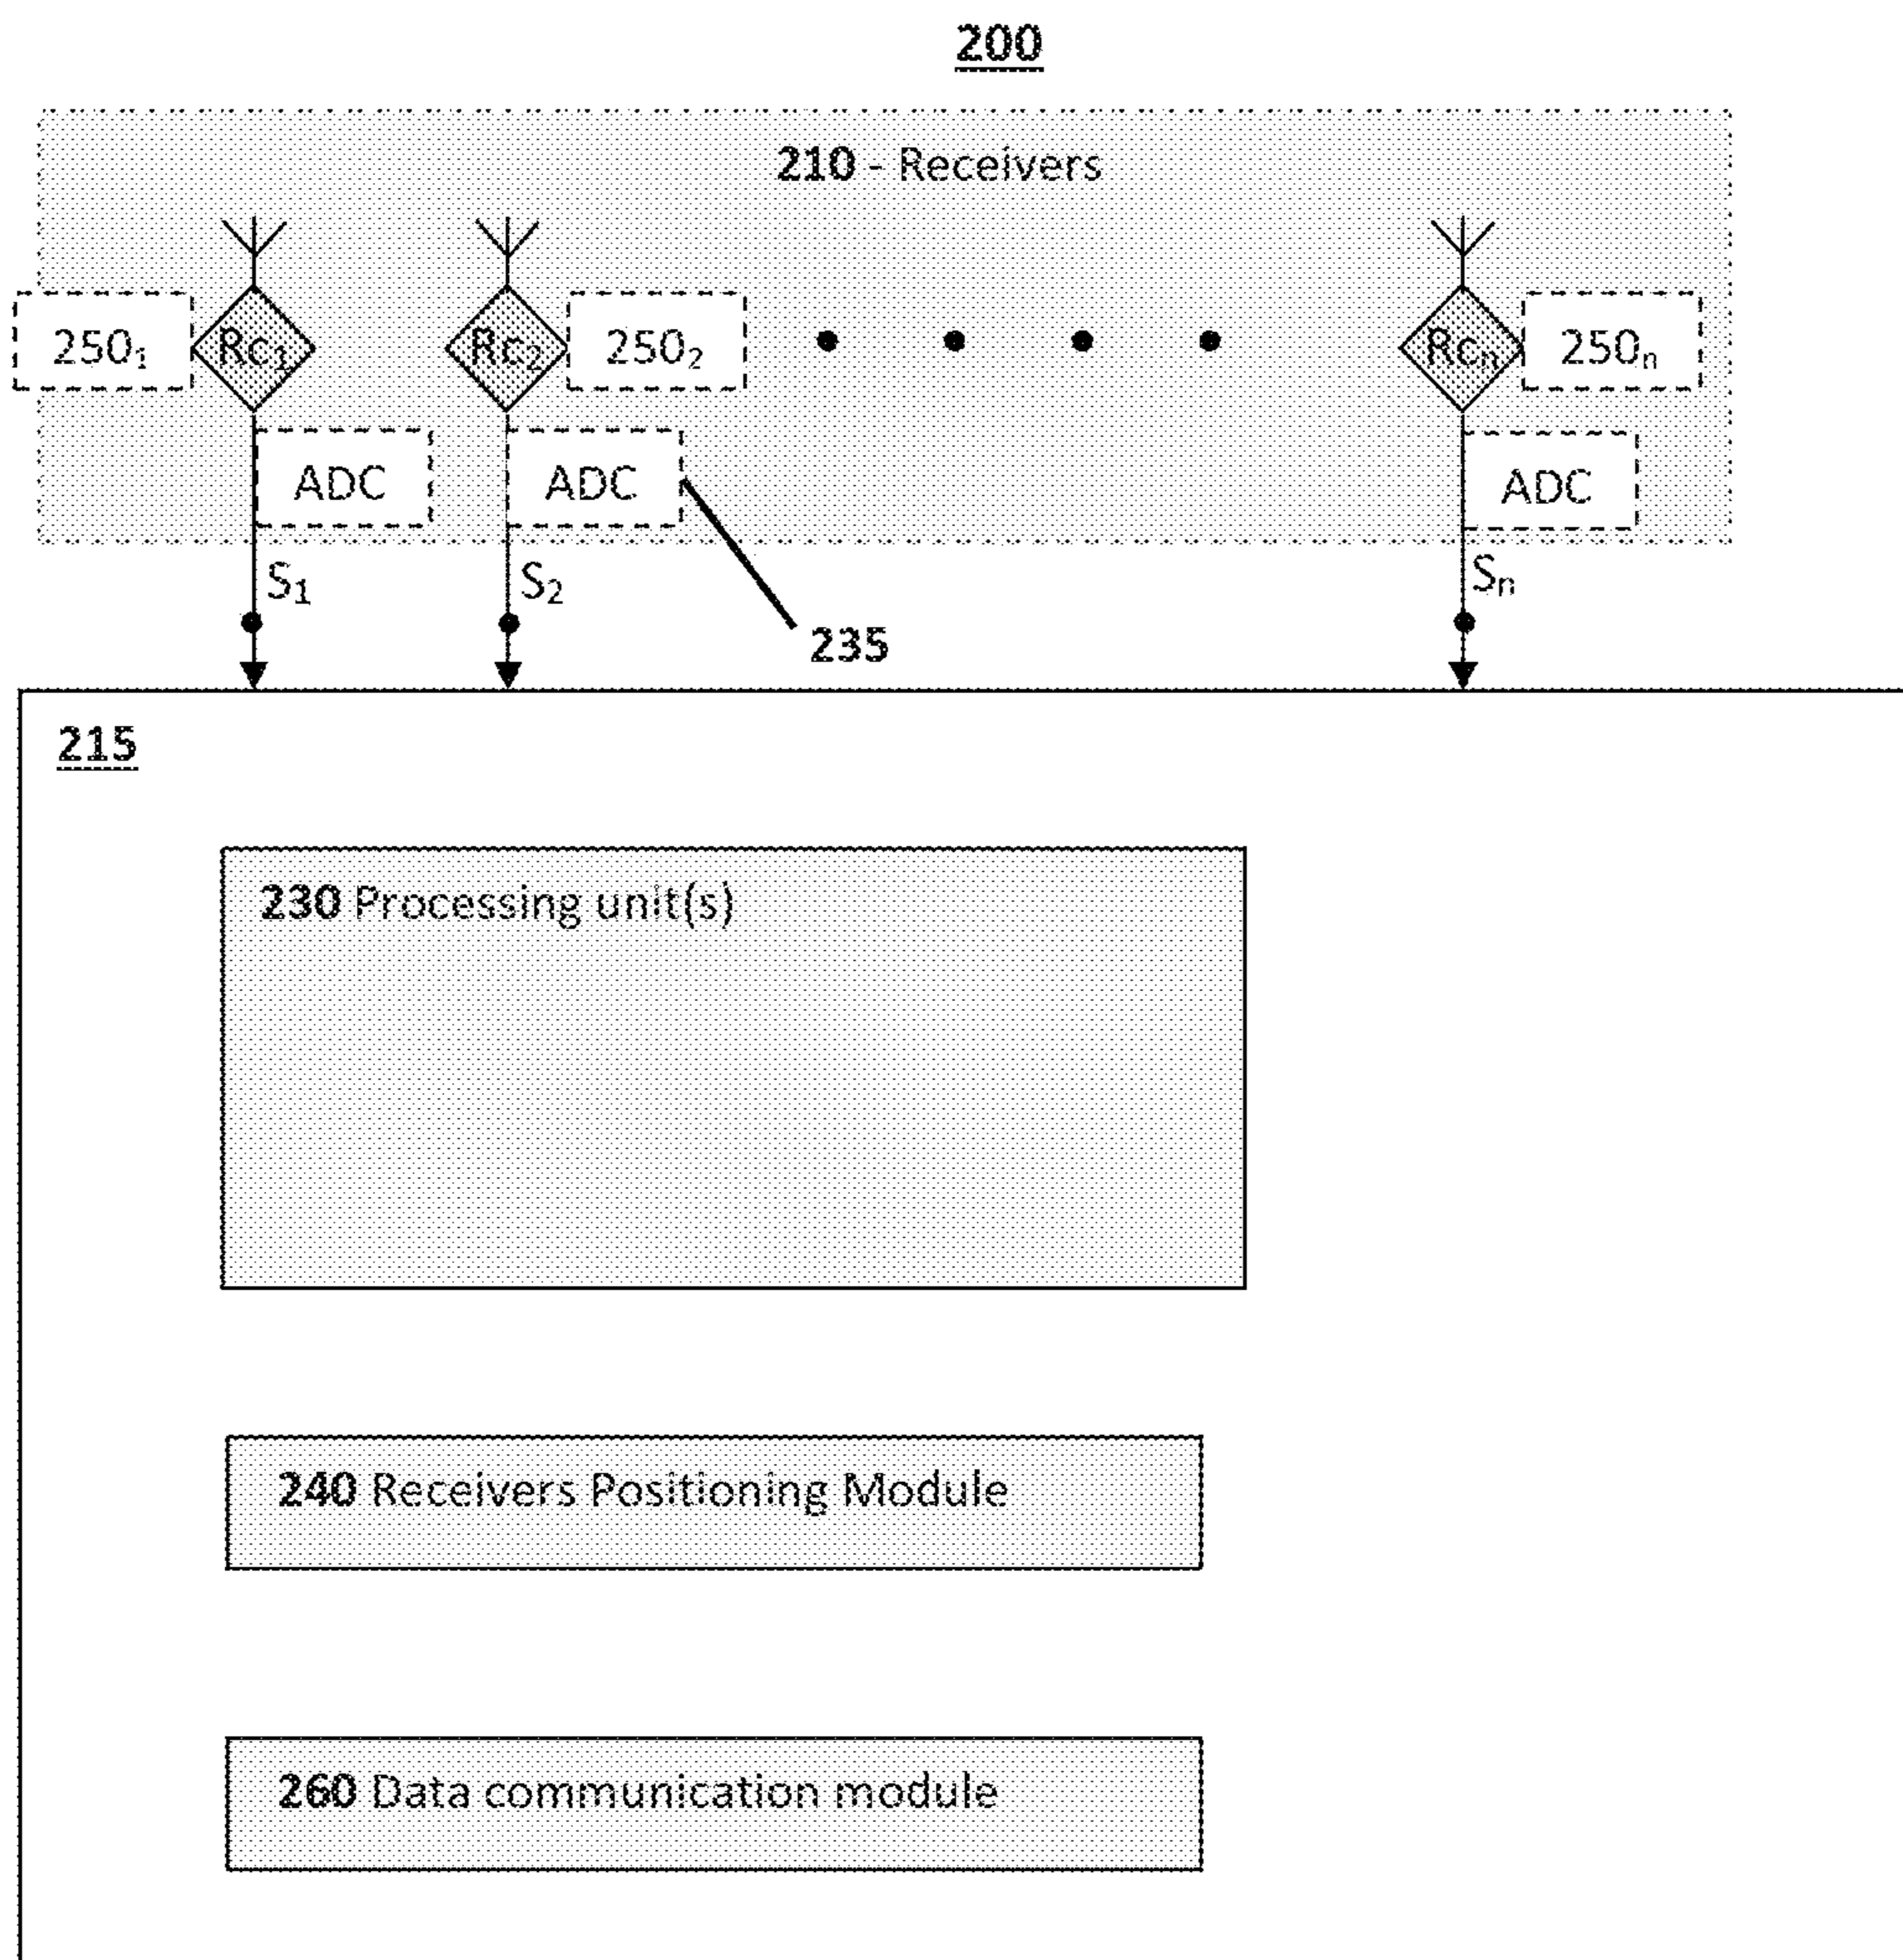 200
210 - Receivers
250₁ Rc₁ Rc₂ 250₂ Rcₙ 250ₙ
ADC ADC ADC
S₁ S₂ Sₙ
235
215
230 Processing unit(s)
240 Receivers Positioning Module
260 Data communication module